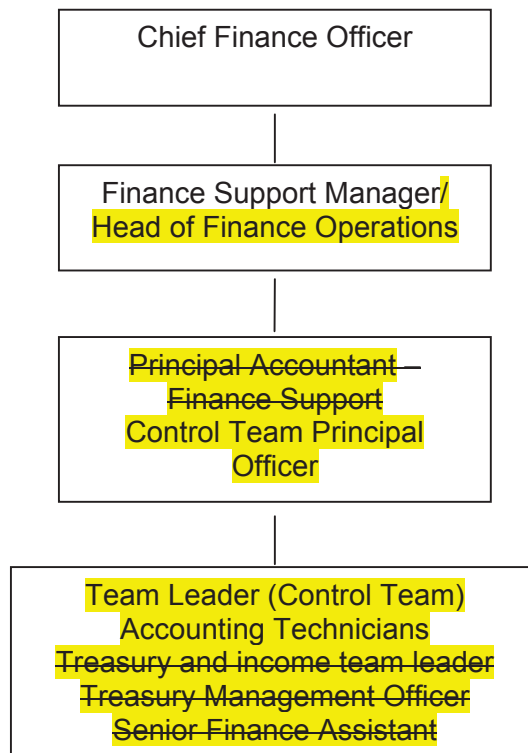 Chief Finance Officer
Finance Support Manager/
Head of Finance Operations
Principal Accountant –
Finance Support
Control Team Principal
Officer
Team Leader (Control Team)
Accounting Technicians
Treasury and income team leader
Treasury Management Officer
Senior Finance Assistant